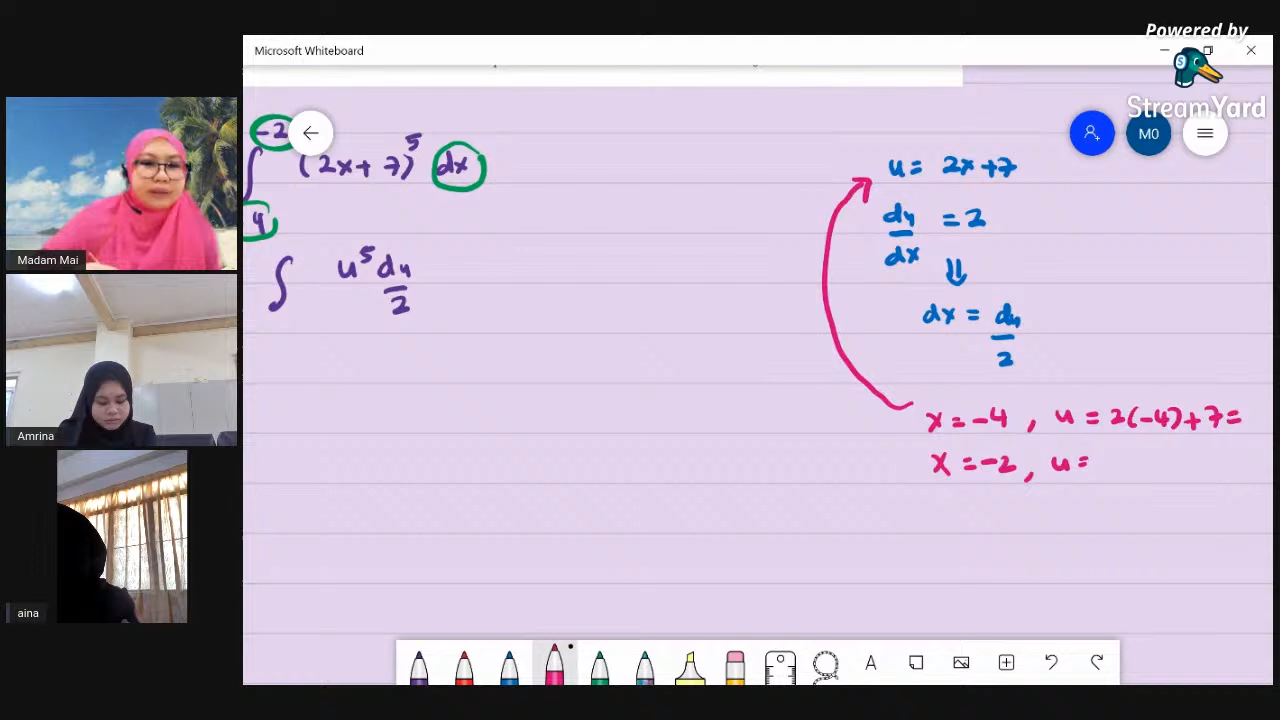 Powered by
StreamYard
Microsoft Whiteboard
M0
-2
∫ (2x+7)⁵ dx
4
∫ u⁵ du/2
u = 2x+7
du/dx = 2
⇓
dx = du/2
x = -4 , u = 2(-4)+7 =
x = -2 , u =
Madam Mai
Amrina
aina
A